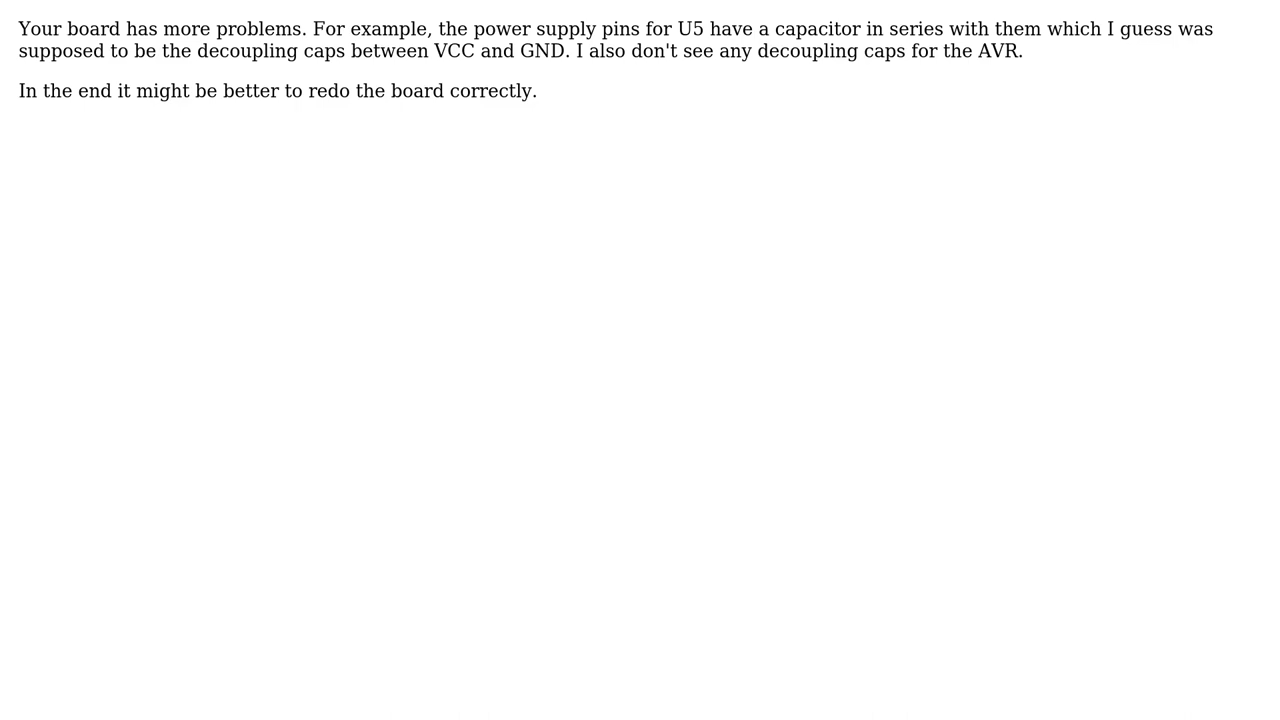 Your board has more problems. For example, the power supply pins for U5 have a capacitor in series with them which I guess was
supposed to be the decoupling caps between VCC and GND. I also don't see any decoupling caps for the AVR.
In the end it might be better to redo the board correctly.